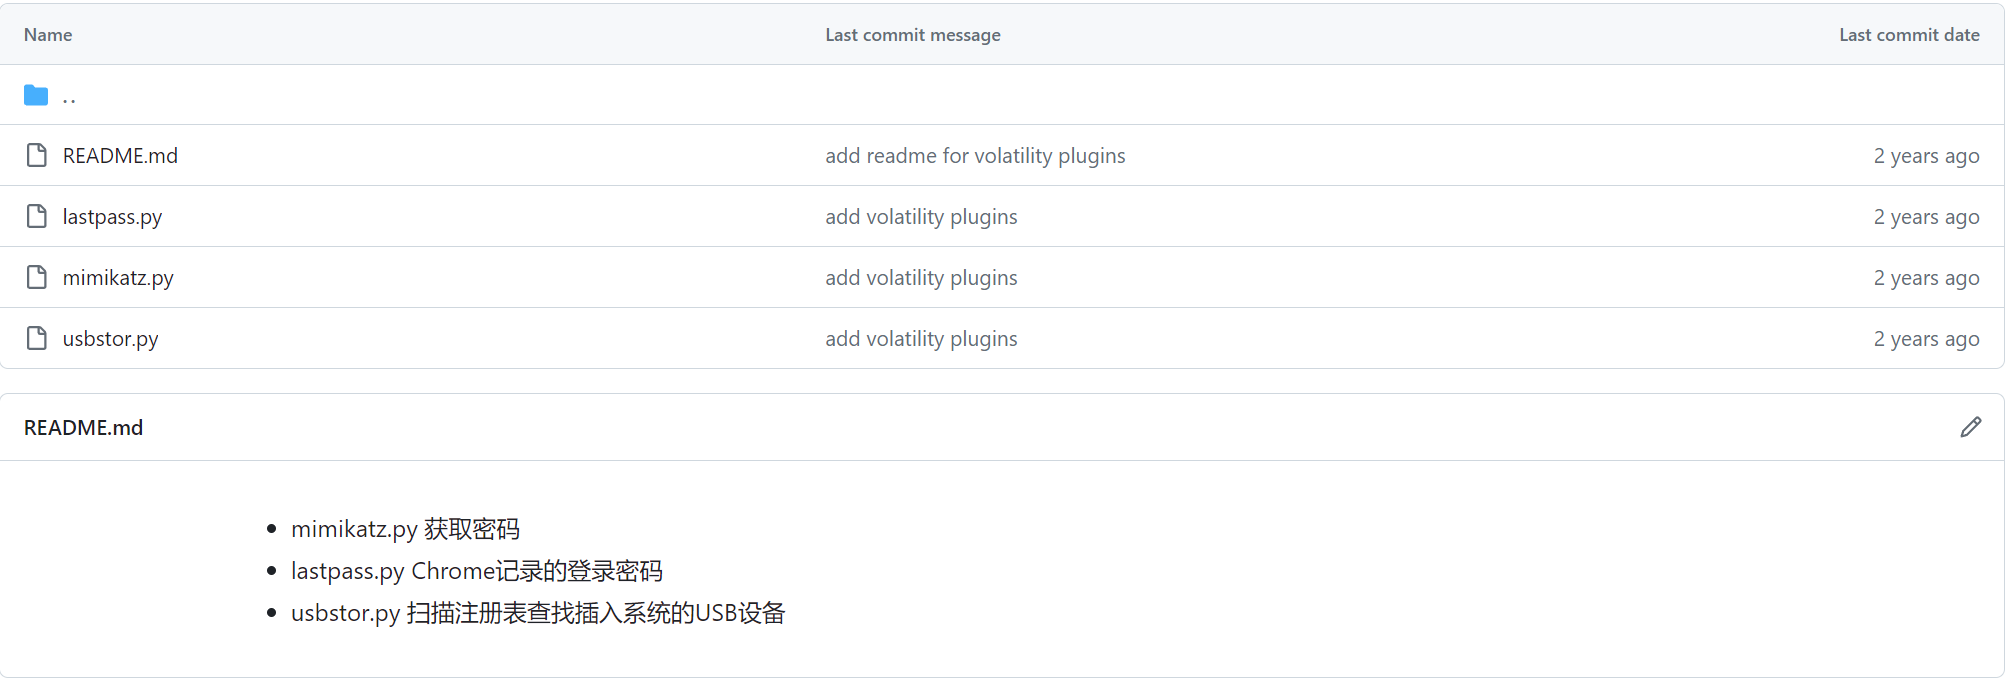 Name Last commit message Last commit date
..
README.md add readme for volatility plugins 2 years ago
lastpass.py add volatility plugins 2 years ago
mimikatz.py add volatility plugins 2 years ago
usbstor.py add volatility plugins 2 years ago
README.md
mimikatz.py 获取密码
lastpass.py Chrome记录的登录密码
usbstor.py 扫描注册表查找插入系统的USB设备